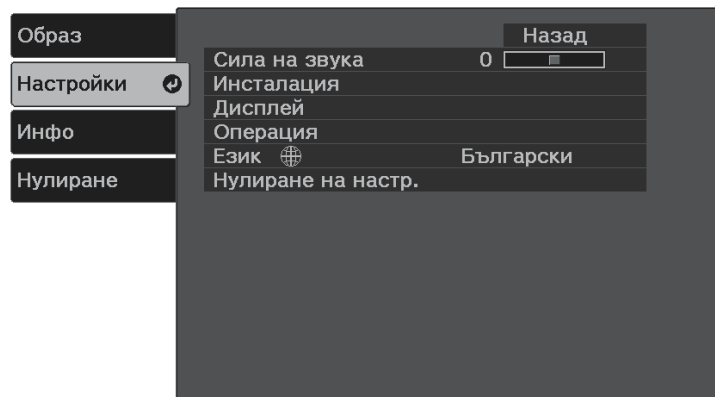 Образ
Настройки
Инфо
Нулиране
Назад
Сила на звука 0
Инсталация
Дисплей
Операция
Език Български
Нулиране на настр.